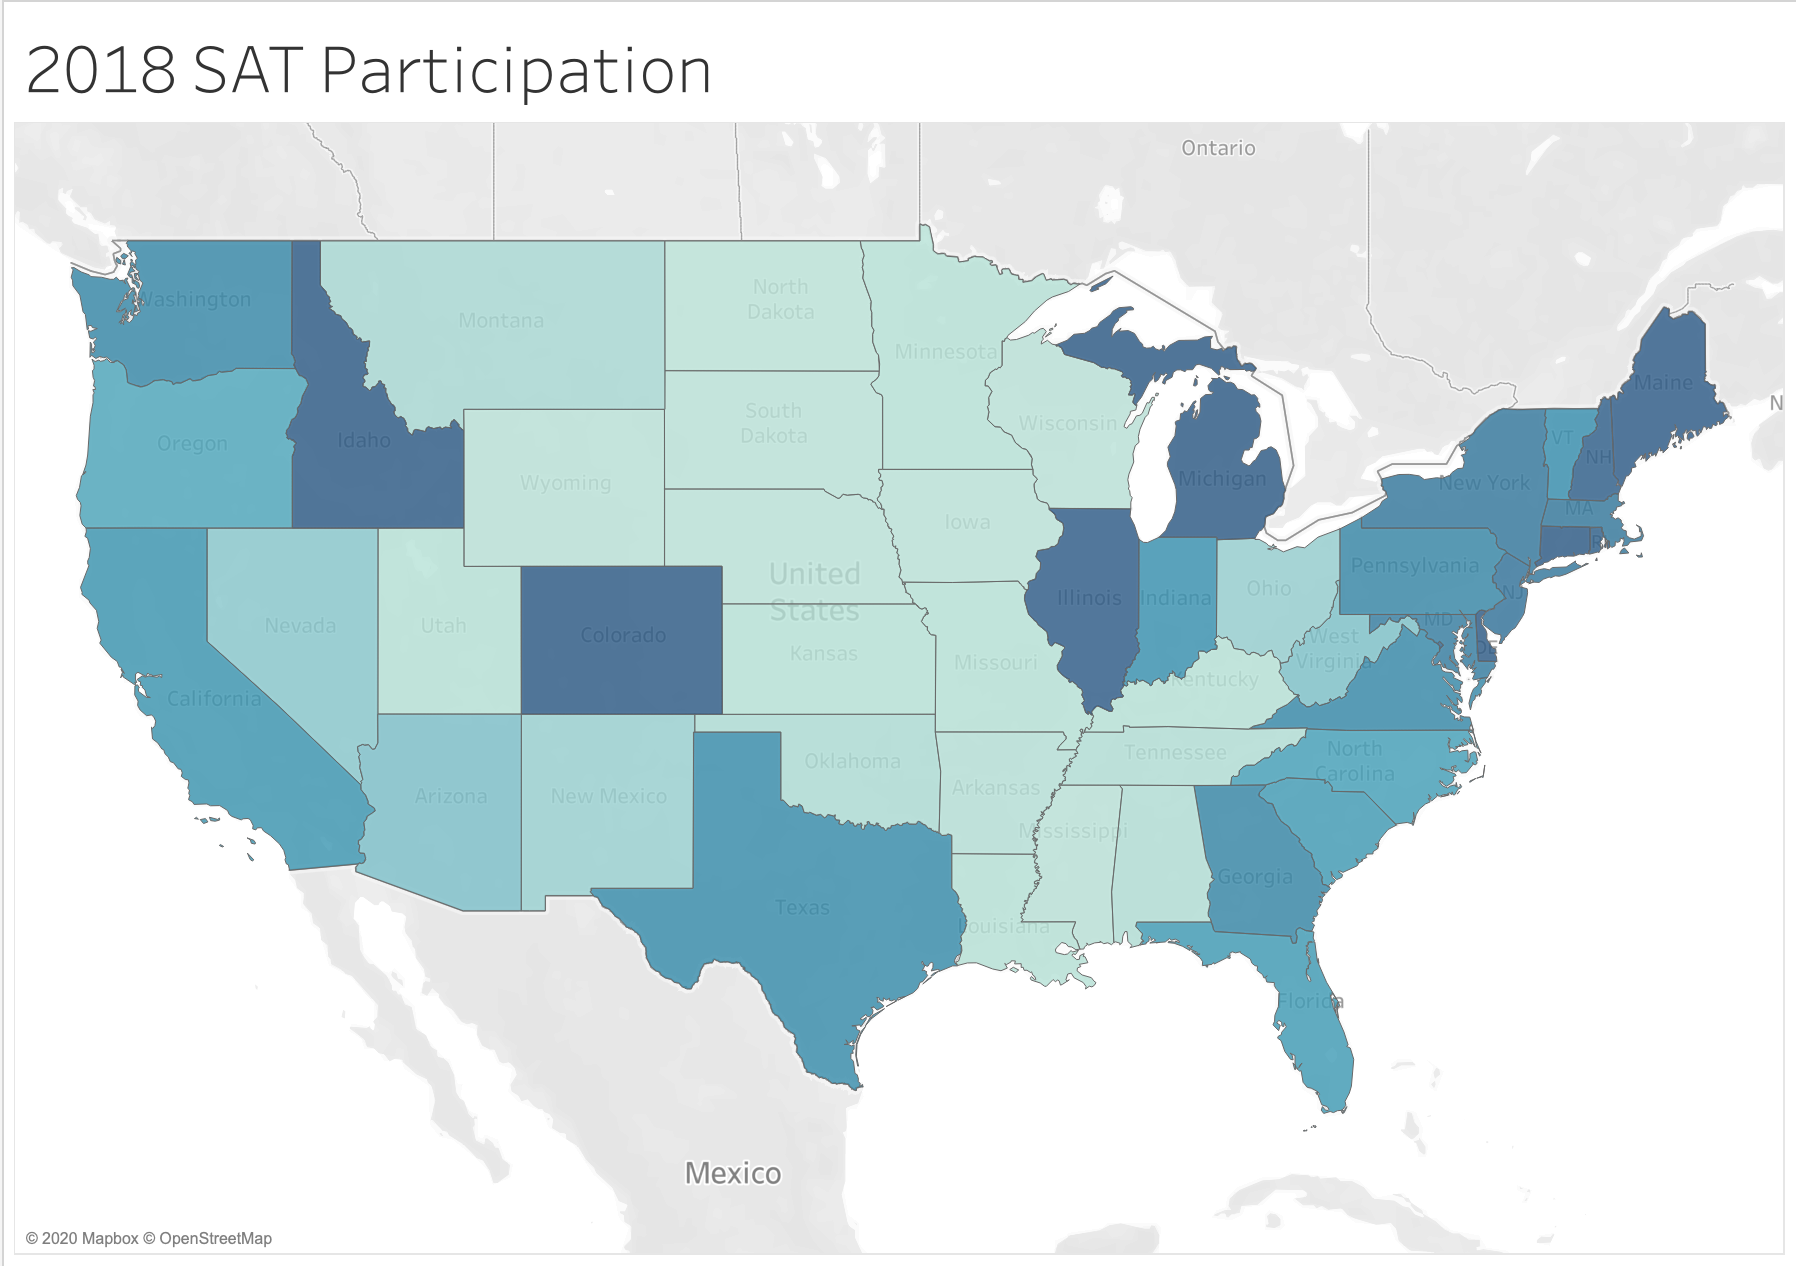 2018 SAT Participation
Ontario
Washington
Montana
North
Dakota
Minnesota
Maine
Oregon
Idaho
South
Dakota
Wisconsin
VT
NH
Wyoming
Michigan
New York
MA
Iowa
Pennsylvania
United
States
Nevada
Utah
Colorado
Kansas
Missouri
Illinois
Indiana
Ohio
NJ
MD
DE
West
Virginia
Kentucky
California
Arizona
New Mexico
Oklahoma
Arkansas
Tennessee
North
Carolina
Mississippi
Georgia
Texas
Louisiana
Florida
Mexico
© 2020 Mapbox © OpenStreetMap